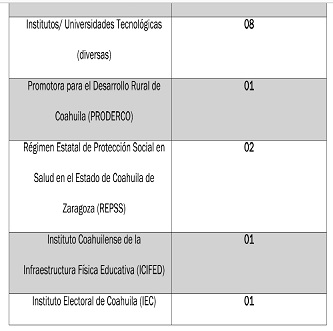 Institutos/ Universidades Tecnológicas 08
(diversas)
Promotora para el Desarrollo Rural de 01
Coahuila (PRODERCO)
Régimen Estatal de Protección Social en 02
Salud en el Estado de Coahuila de
Zaragoza (REPSS)
Instituto Coahuilense de la 01
Infraestructura Física Educativa (ICIFED)
Instituto Electoral de Coahuila (IEC) 01